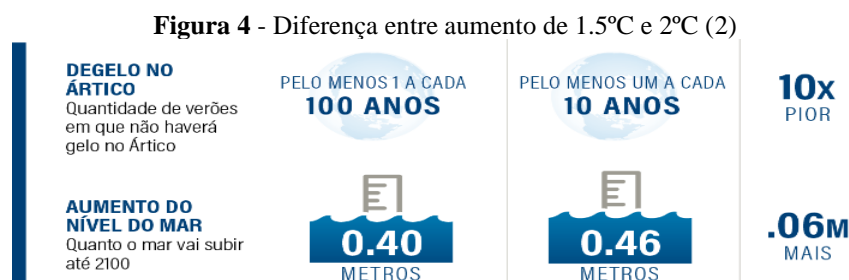 Figura 4 - Diferença entre aumento de 1.5ºC e 2ºC (2)
DEGELO NO
ÁRTICO
Quantidade de verões
em que não haverá
gelo no Ártico
PELO MENOS 1 A CADA
100 ANOS
PELO MENOS UM A CADA
10 ANOS
10x
PIOR
AUMENTO DO
NÍVEL DO MAR
Quanto o mar vai subir
até 2100
0.40
METROS
0.46
METROS
.06M
MAIS